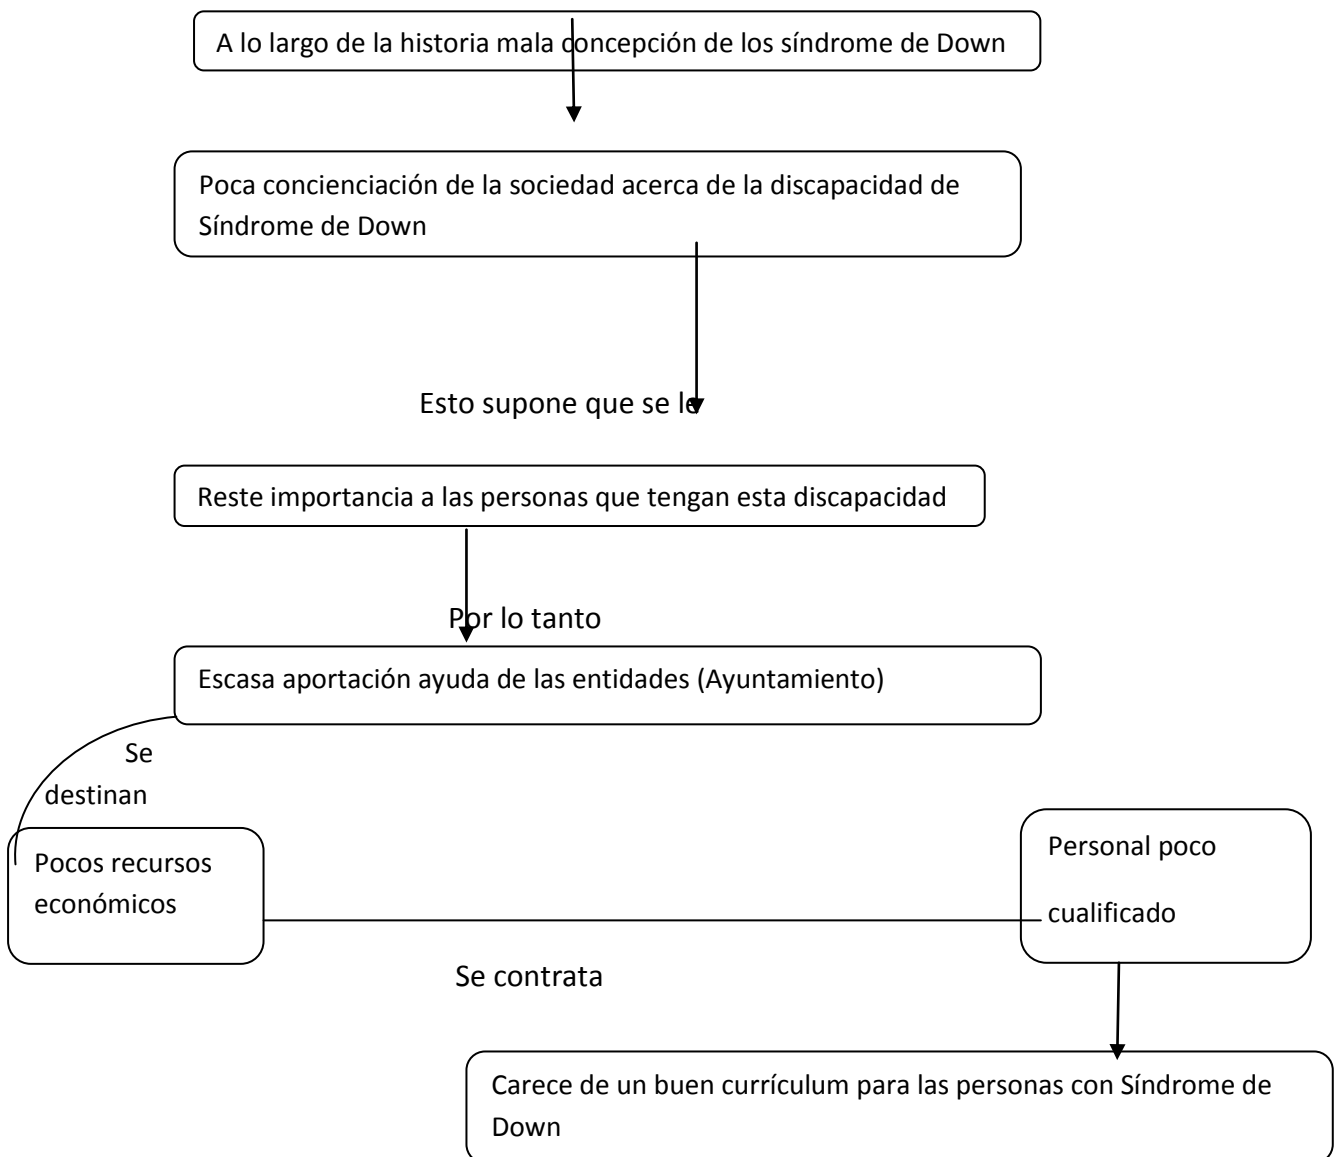 A lo largo de la historia mala concepción de los síndrome de Down
Poca concienciación de la sociedad acerca de la discapacidad de
Síndrome de Down
Esto supone que se le
Reste importancia a las personas que tengan esta discapacidad
Por lo tanto
Escasa aportación ayuda de las entidades (Ayuntamiento)
Se
destinan
Pocos recursos
económicos
Personal poco
cualificado
Se contrata
Carece de un buen currículum para las personas con Síndrome de
Down